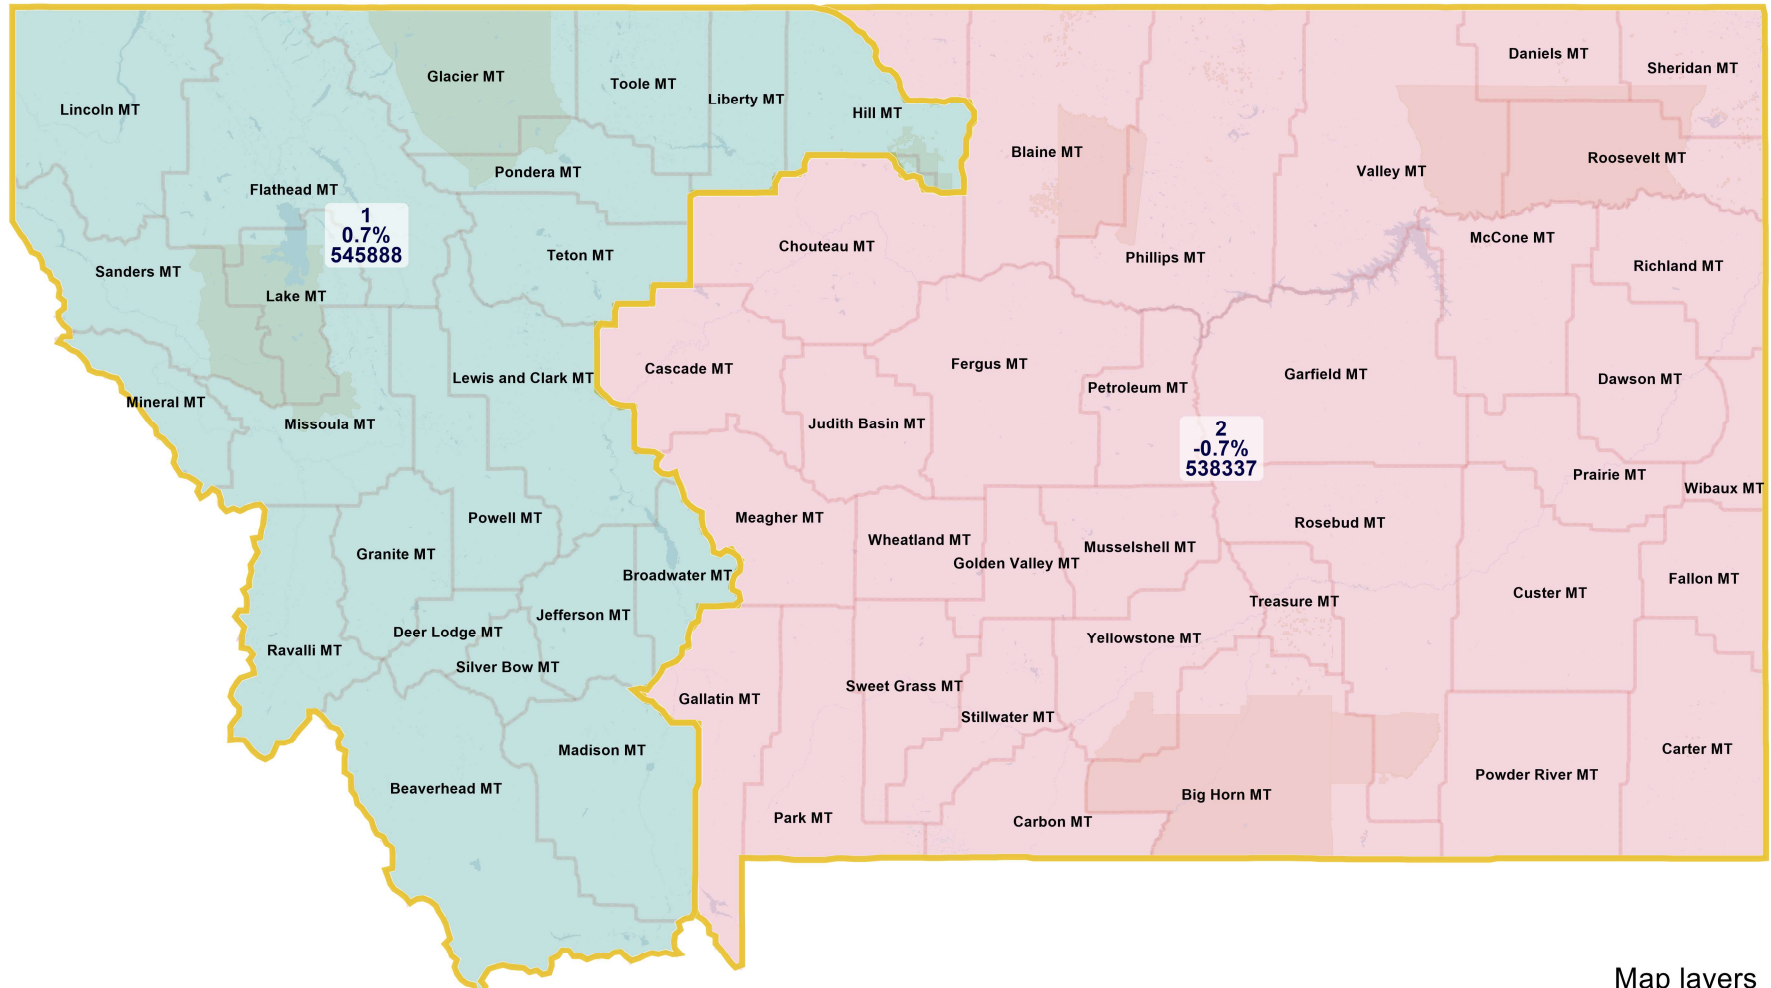 Daniels MT
Sheridan MT
Glacier MT
Toole MT
Liberty MT
Lincoln MT
Hill MT
Blaine MT
Roosevelt MT
Valley MT
Pondera MT
Flathead MT
1
0.7%
545888
McCone MT
Chouteau MT
Teton MT
Phillips MT
Richland MT
Sanders MT
Lake MT
Fergus MT
Cascade MT
Garfield MT
Lewis and Clark MT
Dawson MT
Petroleum MT
Mineral MT
Missoula MT
Judith Basin MT
2
-0.7%
538337
Prairie MT
Wibaux MT
Powell MT
Meagher MT
Rosebud MT
Wheatland MT
Musselshell MT
Granite MT
Golden Valley MT
Broadwater MT
Fallon MT
Custer MT
Treasure MT
Jefferson MT
Deer Lodge MT
Yellowstone MT
Ravalli MT
Silver Bow MT
Sweet Grass MT
Gallatin MT
Stillwater MT
Madison MT
Carter MT
Powder River MT
Beaverhead MT
Big Horn MT
Park MT
Carbon MT
Map layers